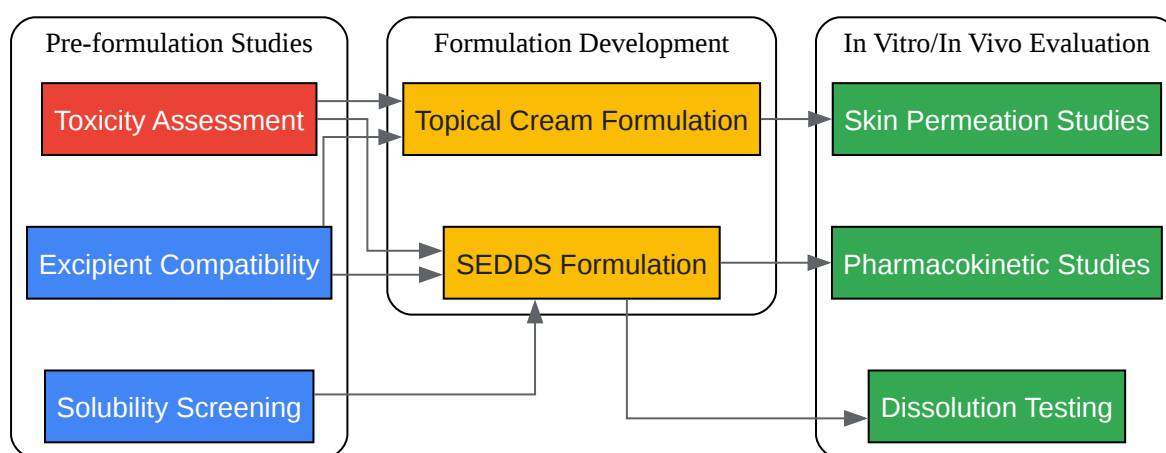 Pre-formulation Studies
Formulation Development
In Vitro/In Vivo Evaluation
Toxicity Assessment
Topical Cream Formulation
Skin Permeation Studies
Excipient Compatibility
SEDDS Formulation
Pharmacokinetic Studies
Solubility Screening
Dissolution Testing